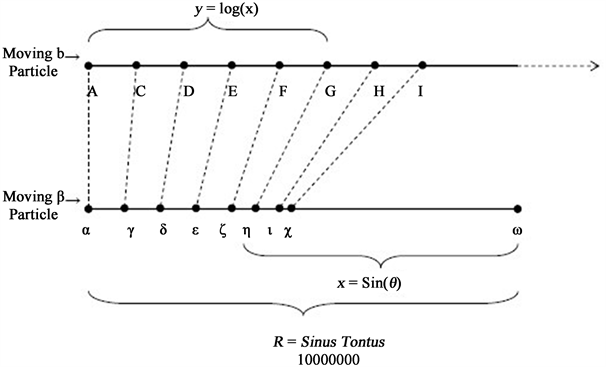 y = log(x)
Moving b
Particle
A C D E F G H I
Moving β
Particle
α γ δ ε ζ η ι χ ω
x = Sin(θ)
R = Sinus Tontus
10000000